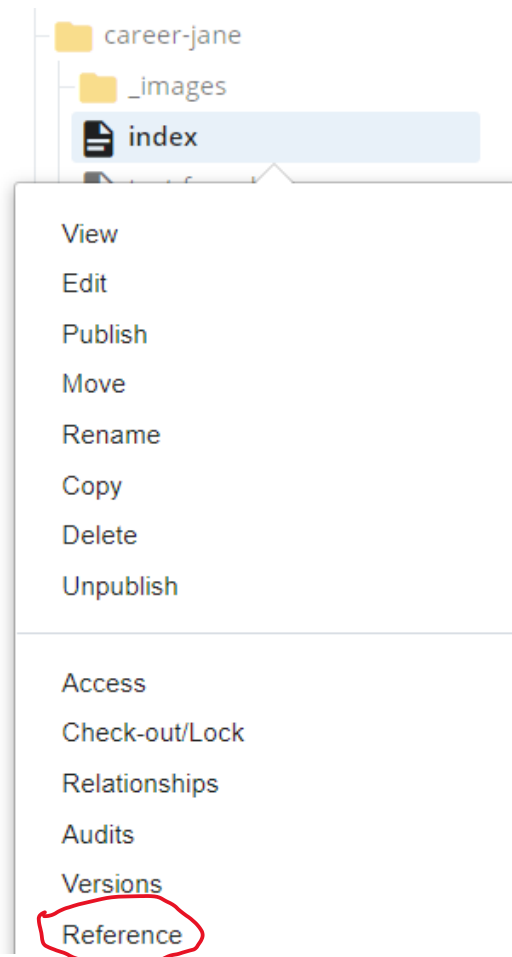 career-jane
_images
index
View
Edit
Publish
Move
Rename
Copy
Delete
Unpublish
Access
Check-out/Lock
Relationships
Audits
Versions
Reference